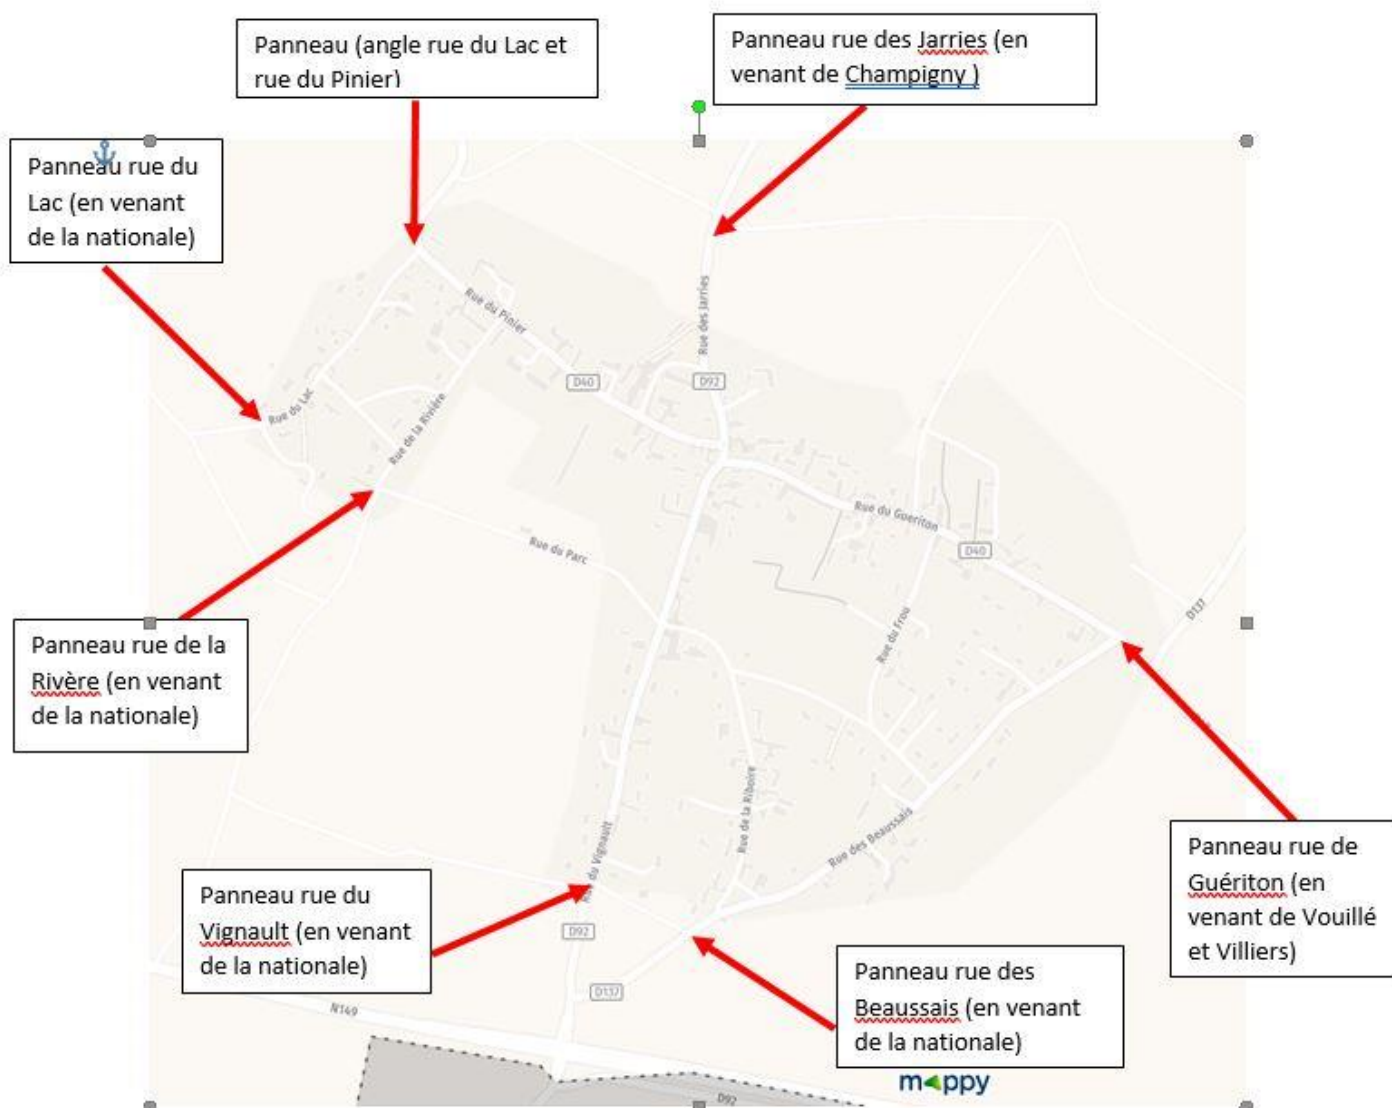 Panneau (angle rue du Lac et
rue du Pinier)
Panneau rue des Jarries (en
venant de Champigny )
Panneau rue du
Lac (en venant
de la nationale)
Rue du Pinier
Rue des Jarries
D40
D92
Rue du Lac
Rue de la Rivière
Rue du Gueriton
Rue du Parc
D40
D137
Rue du Frou
Panneau rue de la
Rivère (en venant
de la nationale)
Rue de la Riboire
Rue des Beaussais
Rue du Vignault
Panneau rue de
Guériton (en
venant de Vouillé
et Villiers)
Panneau rue du
Vignault (en venant
de la nationale)
D92
Panneau rue des
Beaussais (en venant
de la nationale)
D137
N149
mappy
D92